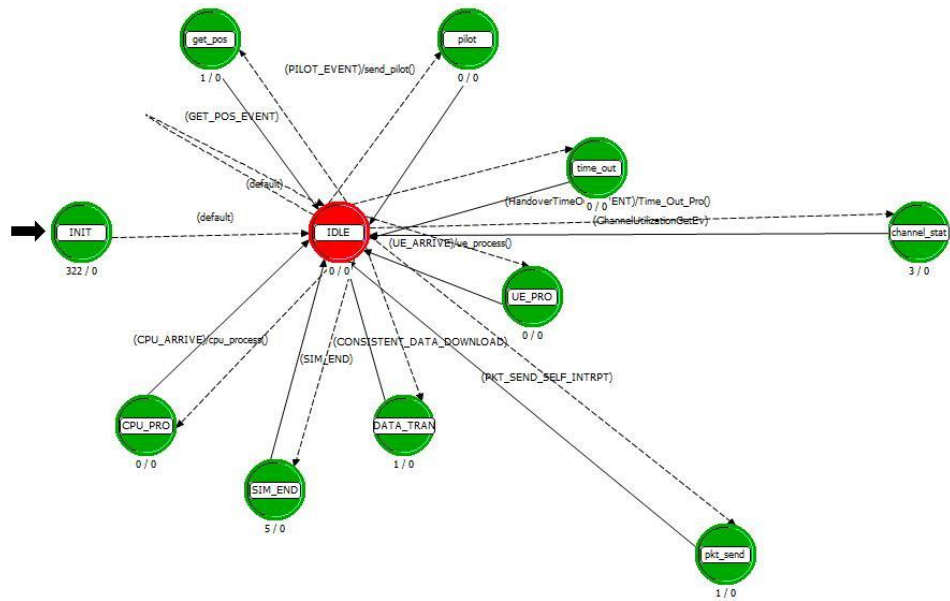 get_pos
1 / 0
pilot
0 / 0
(PILOT_EVENT)/send_pilot()
(GET_POS_EVENT)
(default)
time_out
0 / 0
(HandoverTimeO ENT)/Time_Out_Pro()
(ChannelUtilizationGetEv)
(default)
INIT
322 / 0
IDLE
0 / 0
(UE_ARRIVE)/ue_process()
channel_stat
3 / 0
UE_PRO
0 / 0
(CPU_ARRIVE)/cpu_process()
(SIM_END)
(CONSISTENT_DATA_DOWNLOAD)
(PKT_SEND_SELF_INTRPT)
CPU_PRO
0 / 0
DATA_TRAN
1 / 0
SIM_END
5 / 0
pkt_send
1 / 0